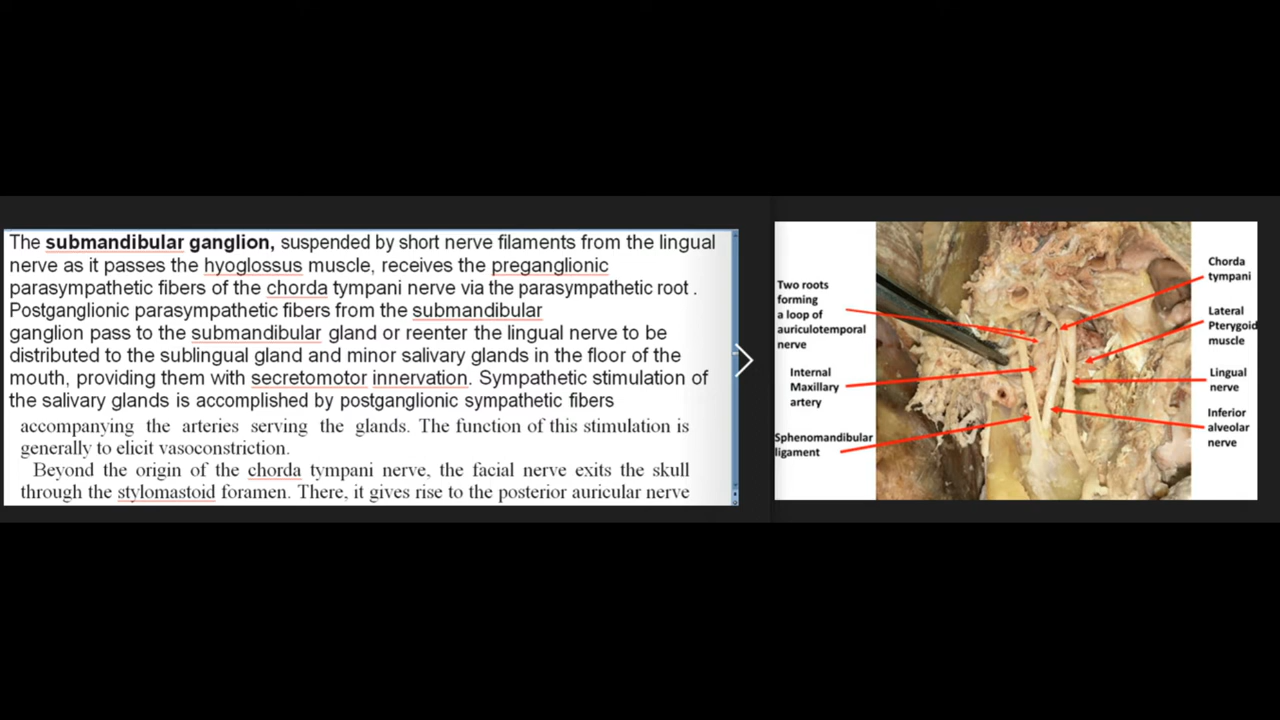 The submandibular ganglion, suspended by short nerve filaments from the lingual
nerve as it passes the hyoglossus muscle, receives the preganglionic
parasympathetic fibers of the chorda tympani nerve via the parasympathetic root .
Postganglionic parasympathetic fibers from the submandibular
ganglion pass to the submandibular gland or reenter the lingual nerve to be
distributed to the sublingual gland and minor salivary glands in the floor of the
mouth, providing them with secretomotor innervation. Sympathetic stimulation of
the salivary glands is accomplished by postganglionic sympathetic fibers
accompanying the arteries serving the glands. The function of this stimulation is
generally to elicit vasoconstriction.
Beyond the origin of the chorda tympani nerve, the facial nerve exits the skull
through the stylomastoid foramen. There, it gives rise to the posterior auricular nerve
Two roots
forming
a loop of
auriculotemporal
nerve
Internal
Maxillary
artery
Sphenomandibular
ligament
Chorda
tympani
Lateral
Pterygoid
muscle
Lingual
nerve
Inferior
alveolar
nerve